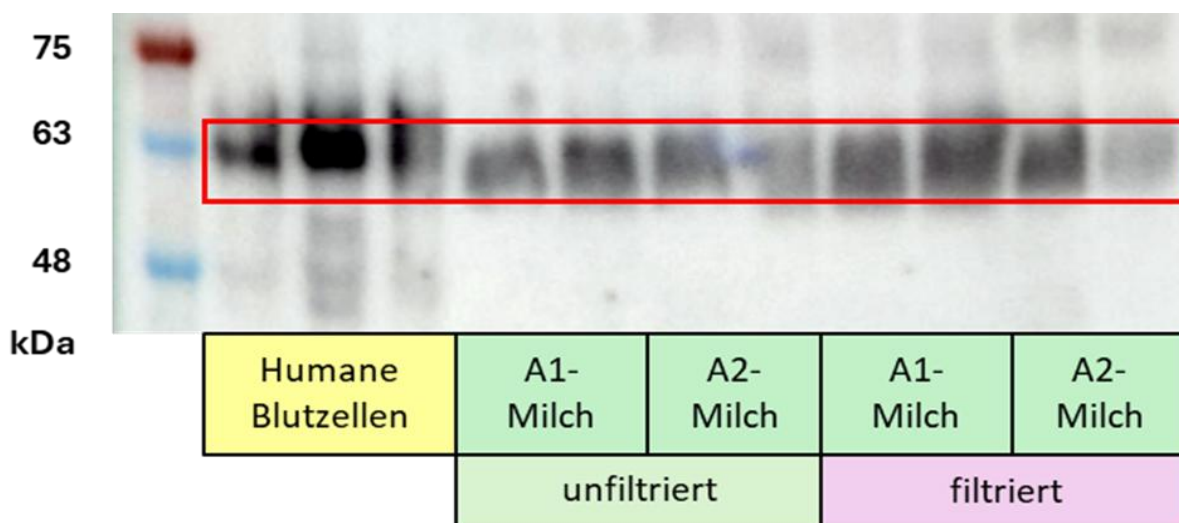 75
63
48
kDa
Humane
Blutzellen
A1-
Milch
A2-
Milch
A1-
Milch
A2-
Milch
unfiltriert
filtriert